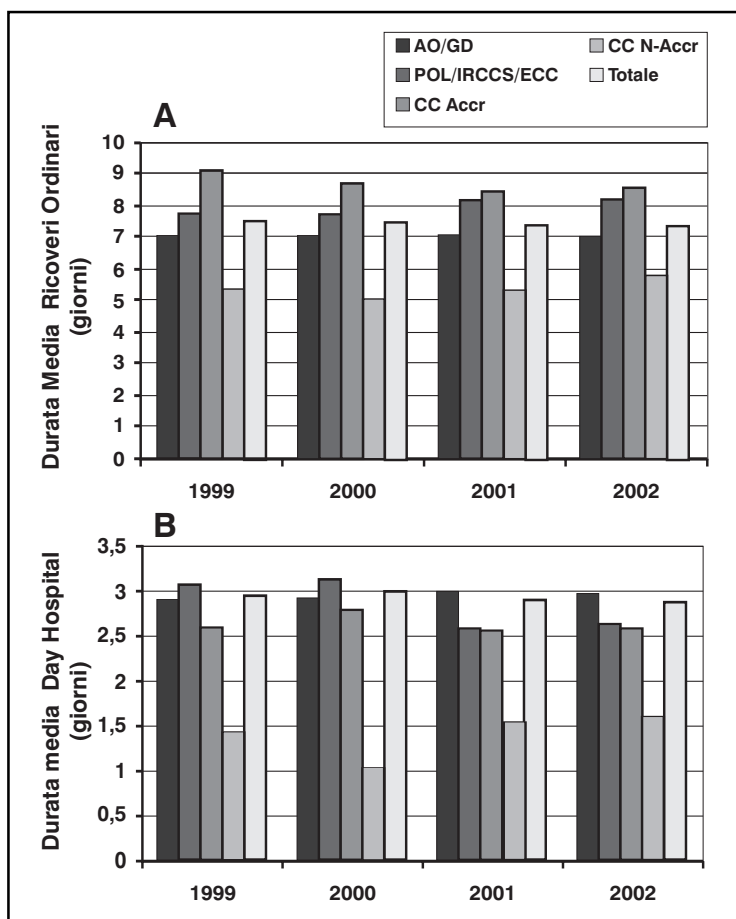 AO/GD
CC N-Accr
POL/IRCCS/ECC
Totale
CC Accr
A
Durata Media Ricoveri Ordinari
(giorni)
10
9
8
7
6
5
4
3
2
1
0
1999
2000
2001
2002
B
Durata media Day Hospital
(giorni)
3,5
3
2,5
2
1,5
1
0,5
0
1999
2000
2001
2002